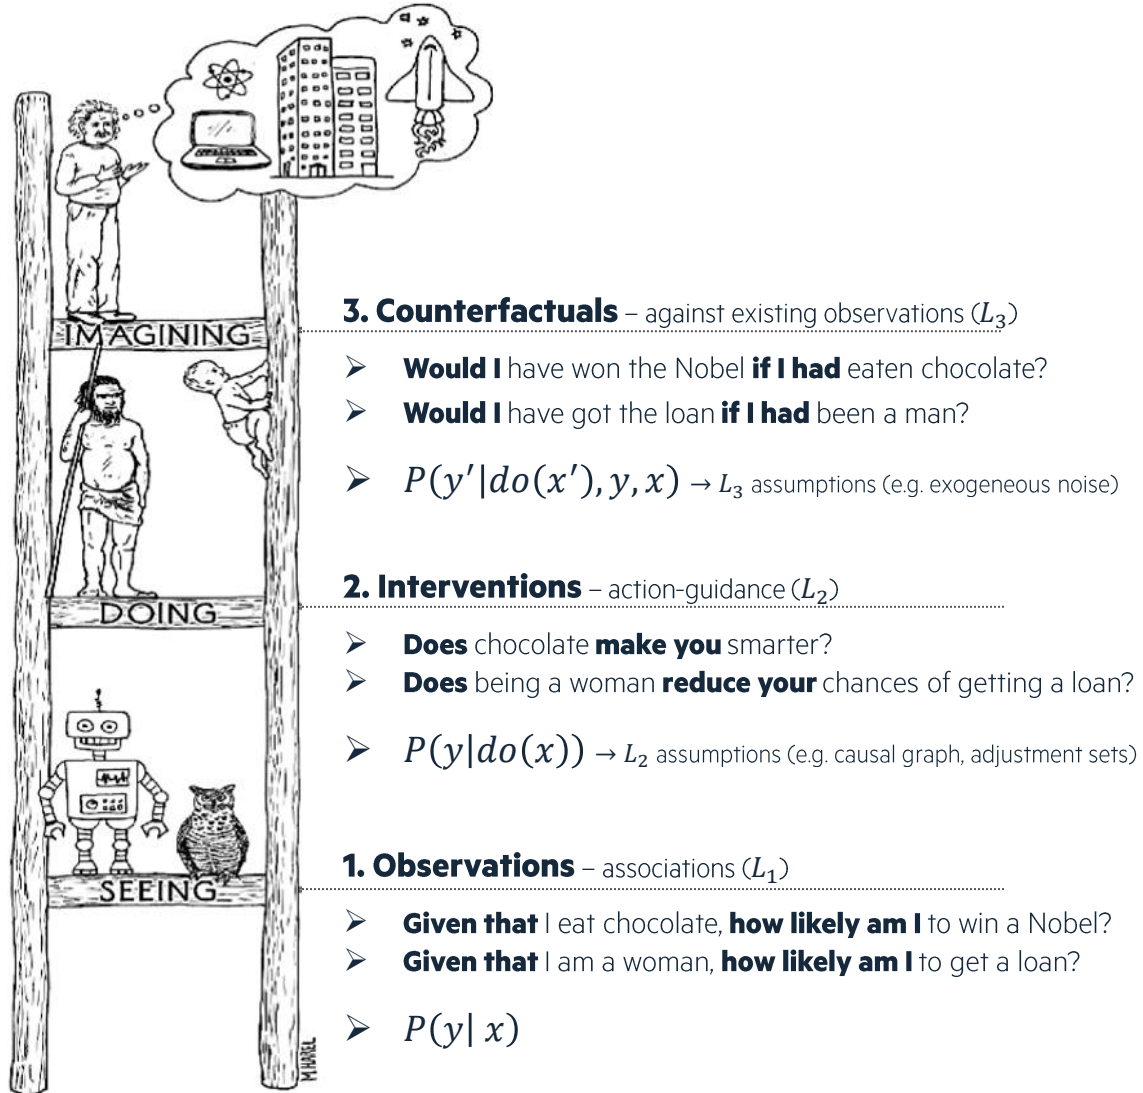 3. Counterfactuals – against existing observations (L₃)
IMAGINING
➢ Would I have won the Nobel if I had eaten chocolate?
➢ Would I have got the loan if I had been a man?
➢ P(y′|do(x′), y, x) → L₃ assumptions (e.g. exogeneous noise)
2. Interventions – action-guidance (L₂)
DOING
➢ Does chocolate make you smarter?
➢ Does being a woman reduce your chances of getting a loan?
➢ P(y|do(x)) → L₂ assumptions (e.g. causal graph, adjustment sets)
1. Observations – associations (L₁)
SEEING
➢ Given that I eat chocolate, how likely am I to win a Nobel?
➢ Given that I am a woman, how likely am I to get a loan?
➢ P(y| x)
M.HAREL